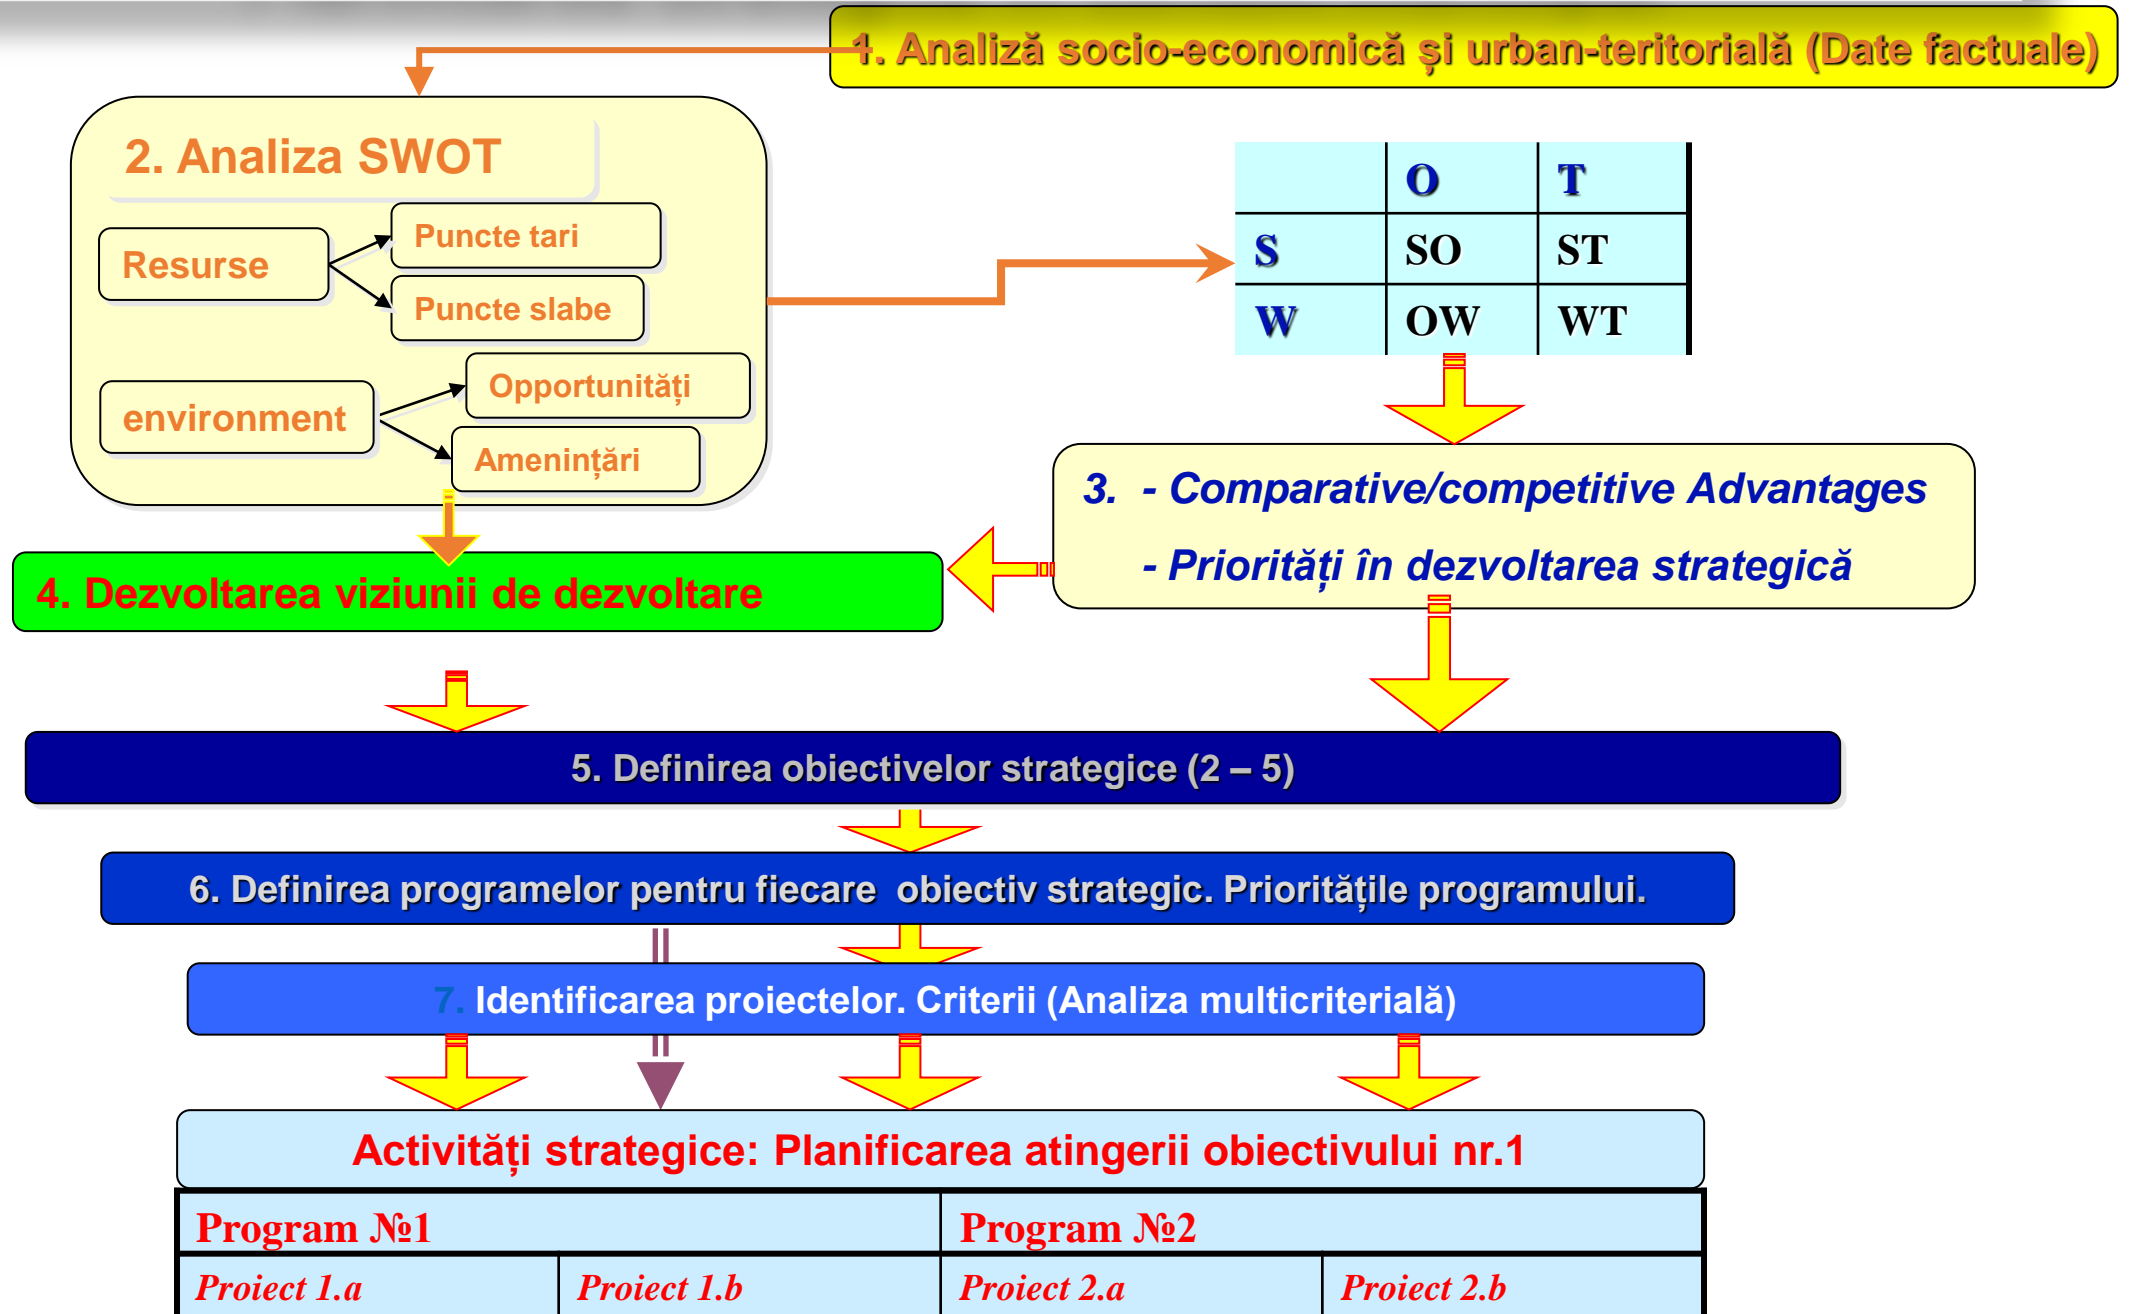 1. Analiză socio-economică și urban-teritorială (Date factuale)
2. Analiza SWOT
Resurse
Puncte tari
Puncte slabe
environment
Opportunități
Amenințări
O T
S SO ST
W OW WT
3. - Comparative/competitive Advantages
- Priorități în dezvoltarea strategică
4. Dezvoltarea viziunii de dezvoltare
5. Definirea obiectivelor strategice (2 – 5)
6. Definirea programelor pentru fiecare obiectiv strategic. Prioritățile programului.
7. Identificarea proiectelor. Criterii (Analiza multicriterială)
Activități strategice: Planificarea atingerii obiectivului nr.1
Program №1 Program №2
Proiect 1.a Proiect 1.b Proiect 2.a Proiect 2.b